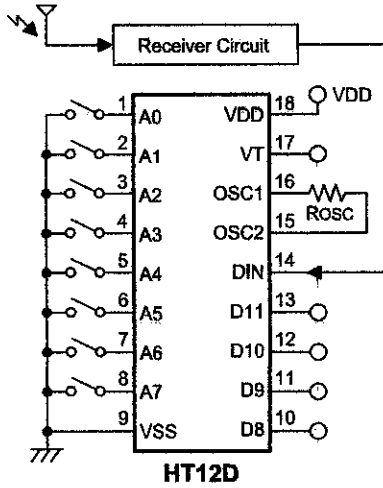 Receiver Circuit
1 A0 VDD 18 VDD
2 A1 VT 17
3 A2 OSC1 16 ROSC
4 A3 OSC2 15
5 A4 DIN 14
6 A5 D11 13
7 A6 D10 12
8 A7 D9 11
9 VSS D8 10
HT12D